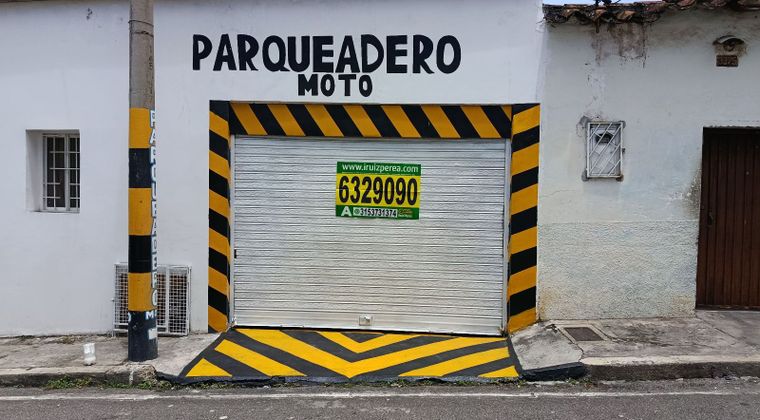 PARQUEADERO
MOTO
www.iruizperea.com
6329090
A 3153731374